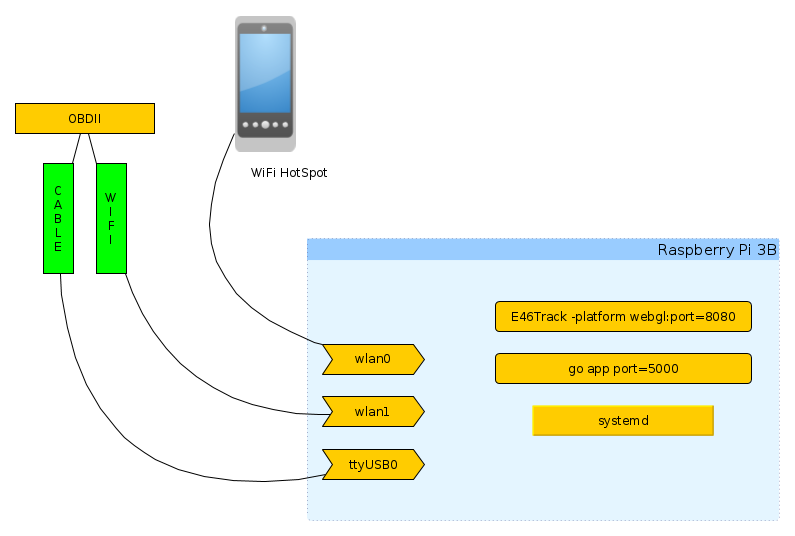 OBDII
CABLE
WIFI
WiFi HotSpot
Raspberry Pi 3B
E46Track -platform webgl:port=8080
wlan0
go app port=5000
wlan1
systemd
ttyUSB0